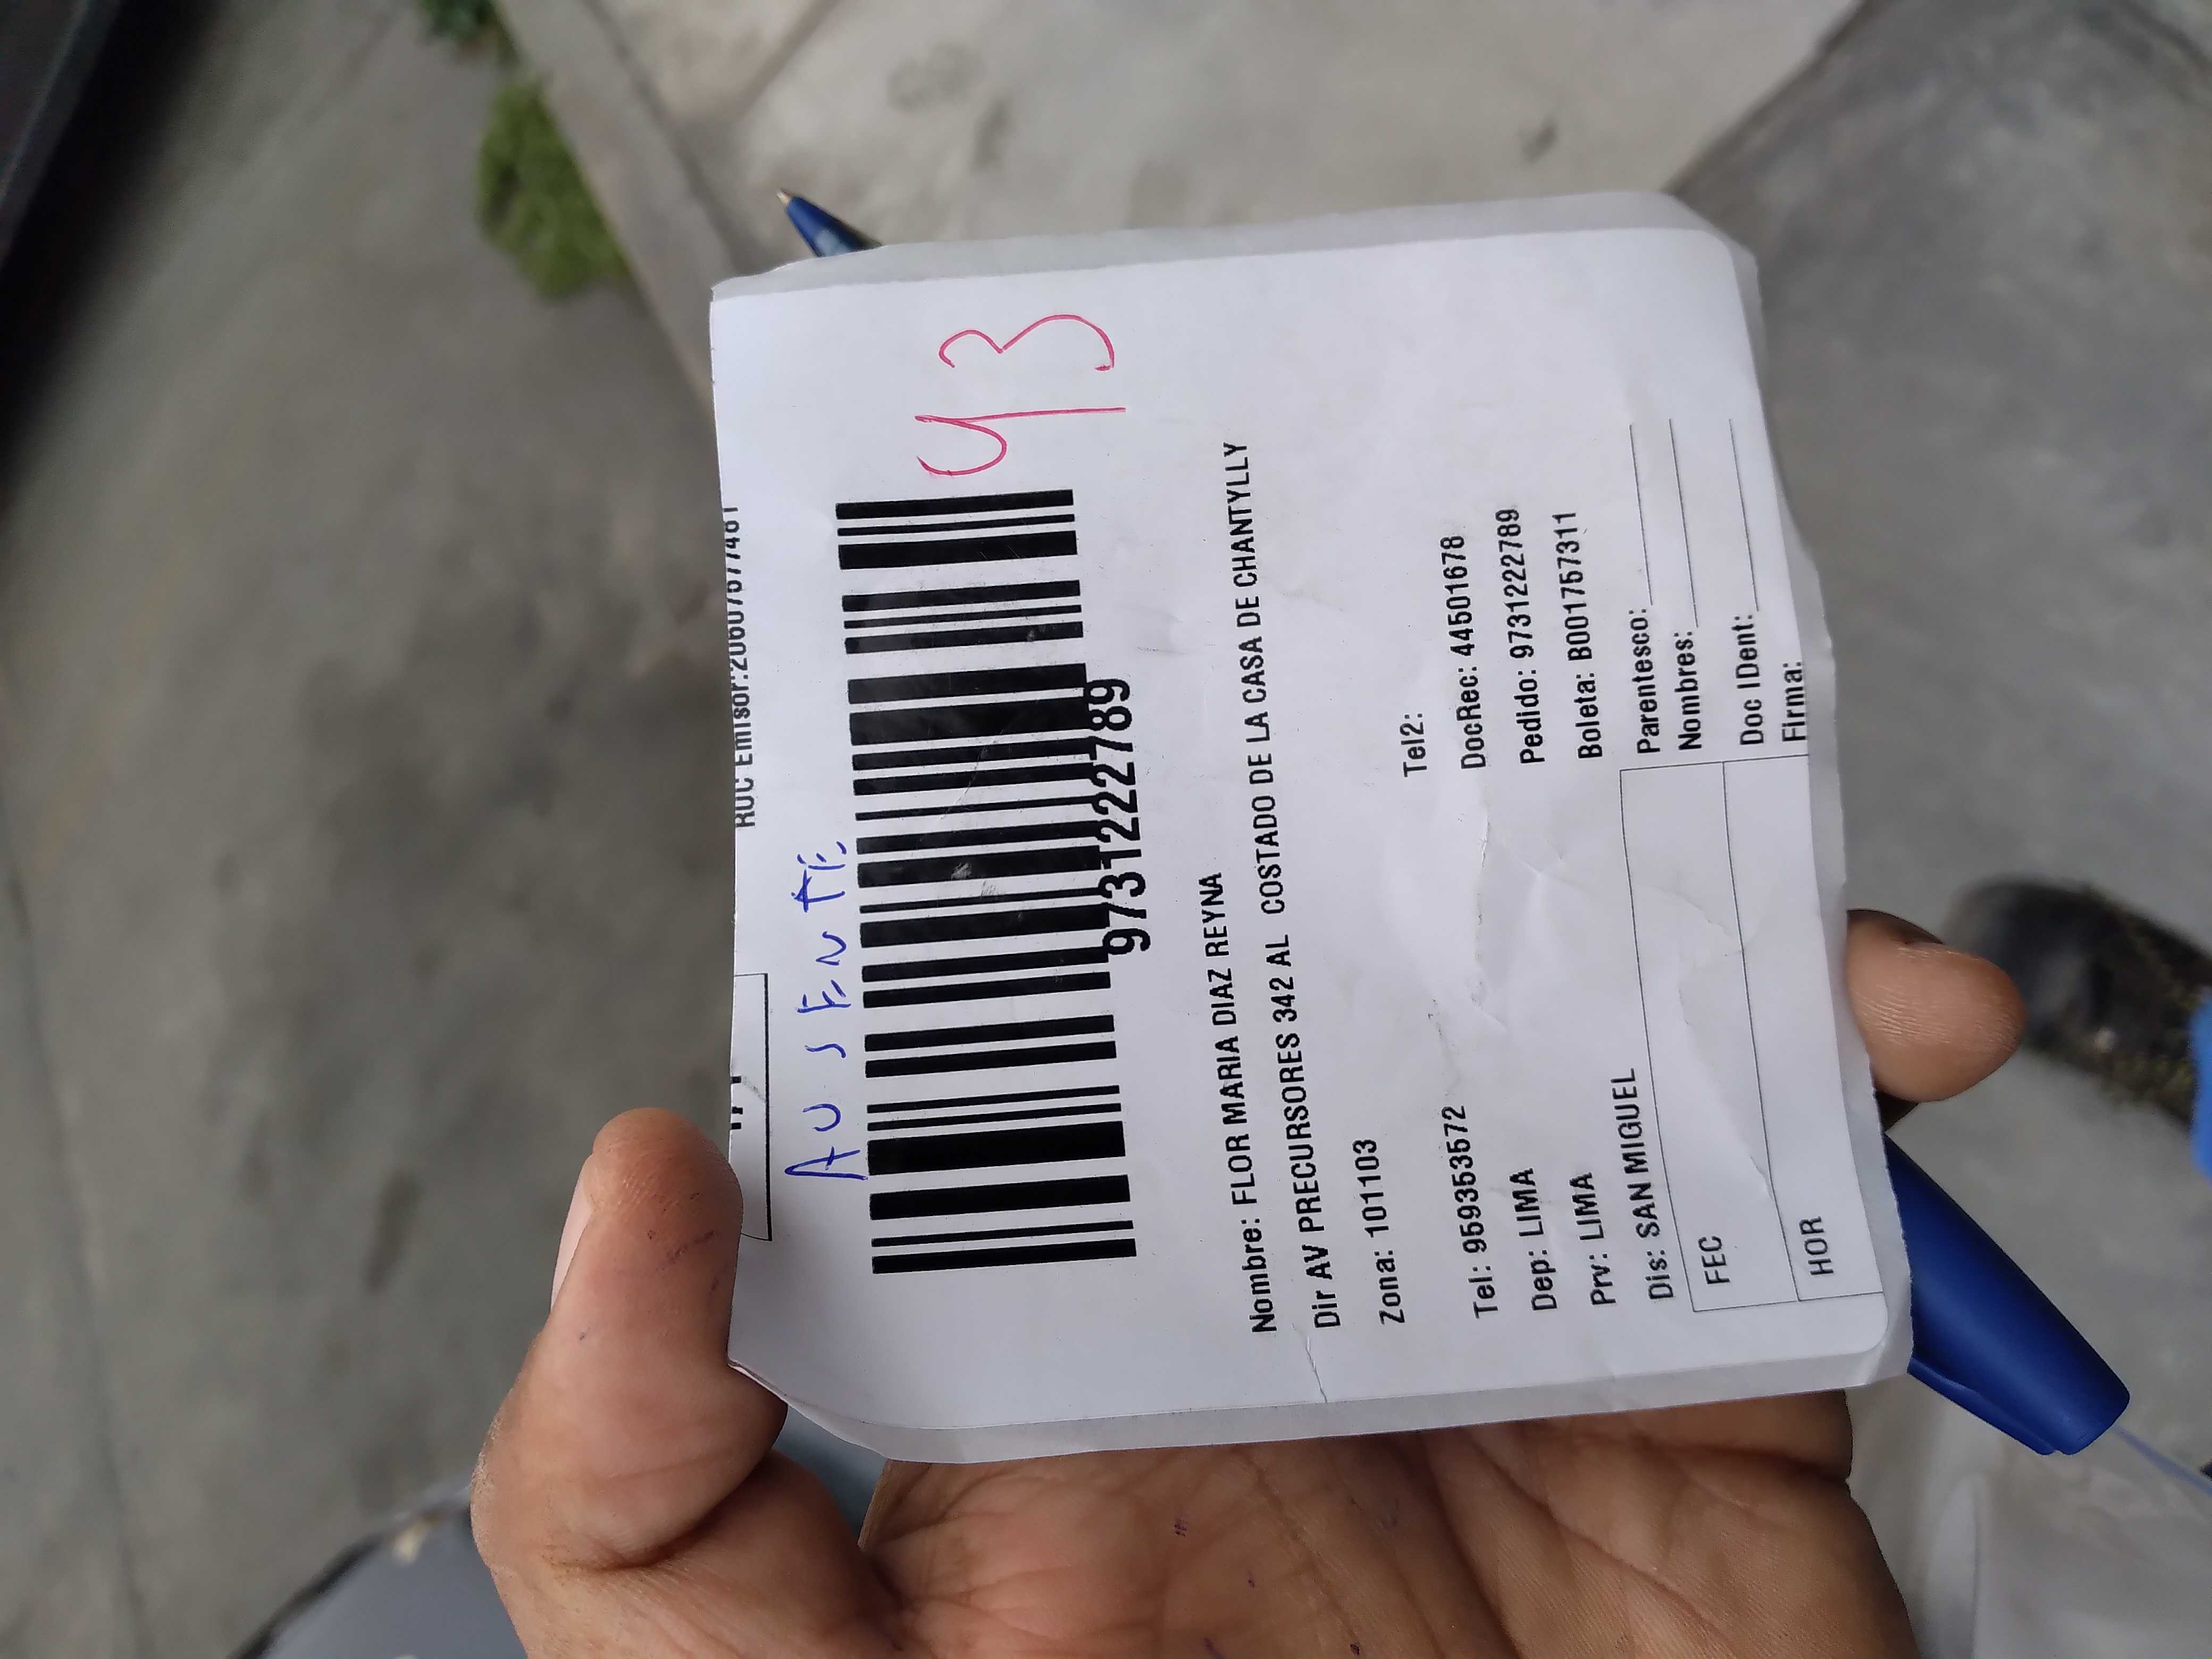 RUC Emisor:
AUSENTE
43
973122​2789
Nombre: FLOR MARIA DIAZ REYNA
Dir AV PRECURSORES 342 AL COSTADO DE LA CASA DE CHANTYLLY
Zona: 101103
Tel: 959353572 Tel2:
Dep: LIMA DocRec: 44501678
Prv: LIMA Pedido: 9731222789
Dis: SAN MIGUEL Boleta: B001757311
FEC Parentesco:
Nombres:
HOR Doc IDent:
Firma: